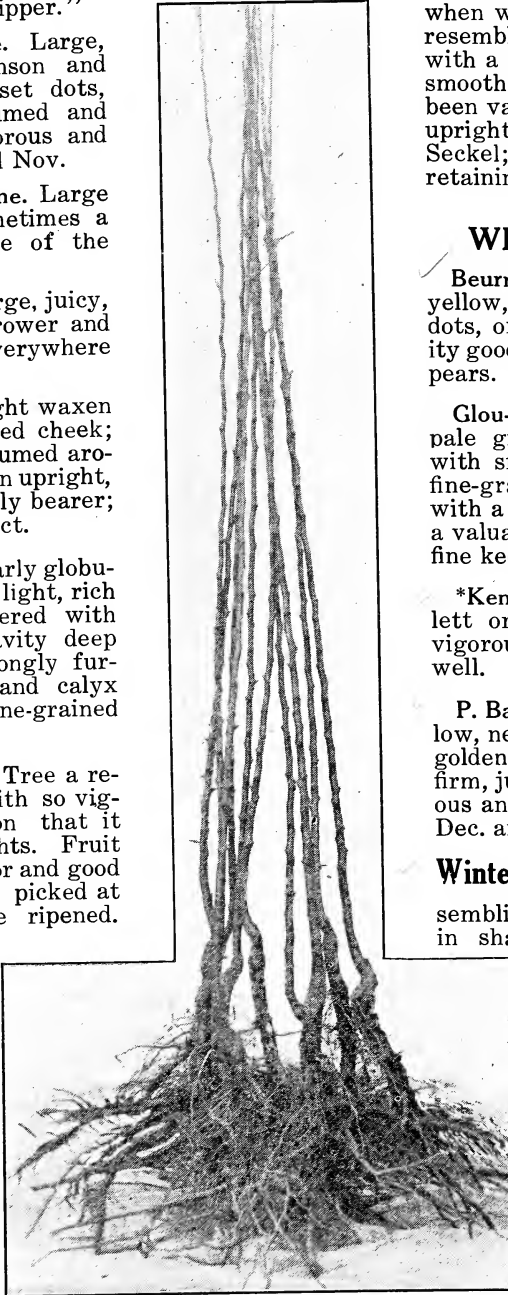 ipper."
e. Large,
nson and
set dots,
med and
orous and
l Nov.
ne. Large
metimes a
e of the
rge, juicy,
rower and
verywhere
ght waxen
ed cheek;
umed aro-
n upright,
ly bearer;
ct.
arly globu-
light, rich
ered with
vity deep
ongly fur-
and calyx
ne-grained
Tree a re-
ith so vig-
on that it
hts. Fruit
or and good
picked at
e ripened.
when w
resembl
with a
smooth
been va
upright
Seckel;
retainin
Wi
Beurr
yellow,
dots, o
ity good
pears.
Glou-
pale g
with s
fine-gra
with a
a valua
fine ke
*Ken
lett or
vigorou
well.
P. Ba
low, ne
golden
firm, ju
ous an
Dec. a
Winte
sembli
in sha